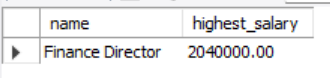 name highest_salary
Finance Director 2040000.00